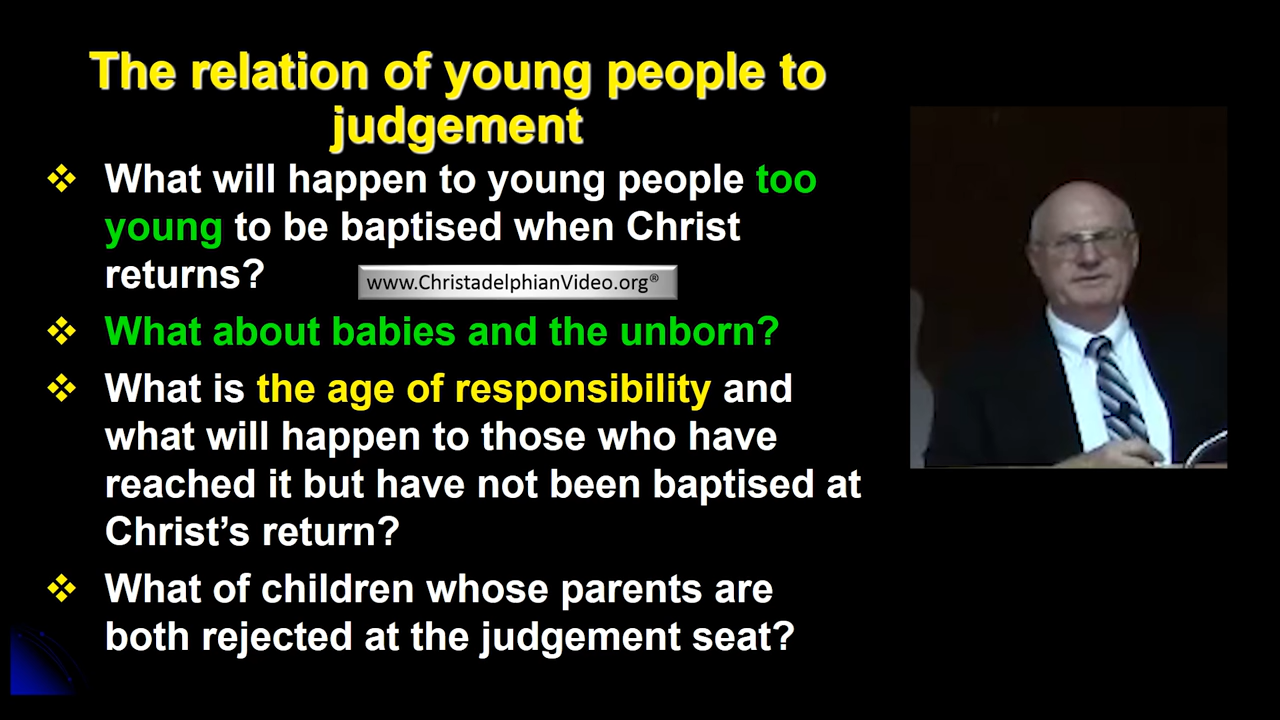 The relation of young people to
judgement
❖ What will happen to young people too
young to be baptised when Christ
returns?
www.ChristadelphianVideo.org®
❖ What about babies and the unborn?
❖ What is the age of responsibility and
what will happen to those who have
reached it but have not been baptised at
Christ’s return?
❖ What of children whose parents are
both rejected at the judgement seat?